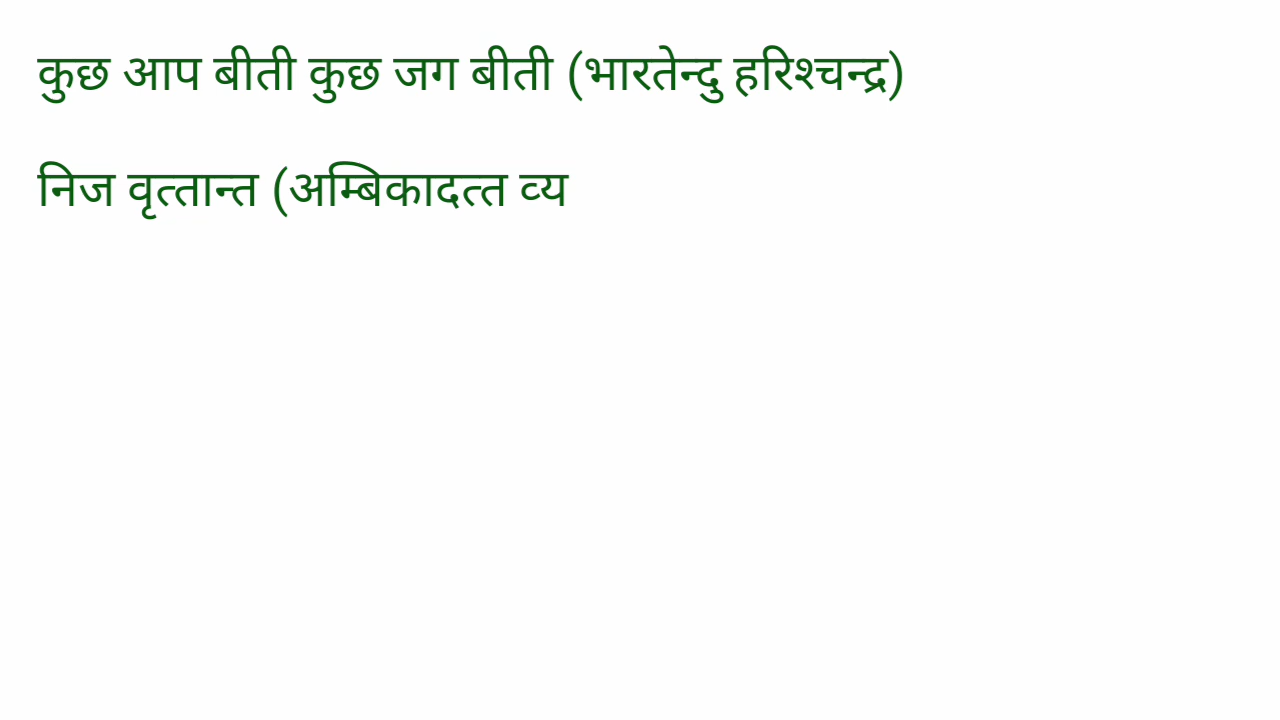 कुछ आप बीती कुछ जग बीती (भारतेन्दु हरिश्चन्द्र)
निज वृत्तान्त (अम्बिकादत्त व्य